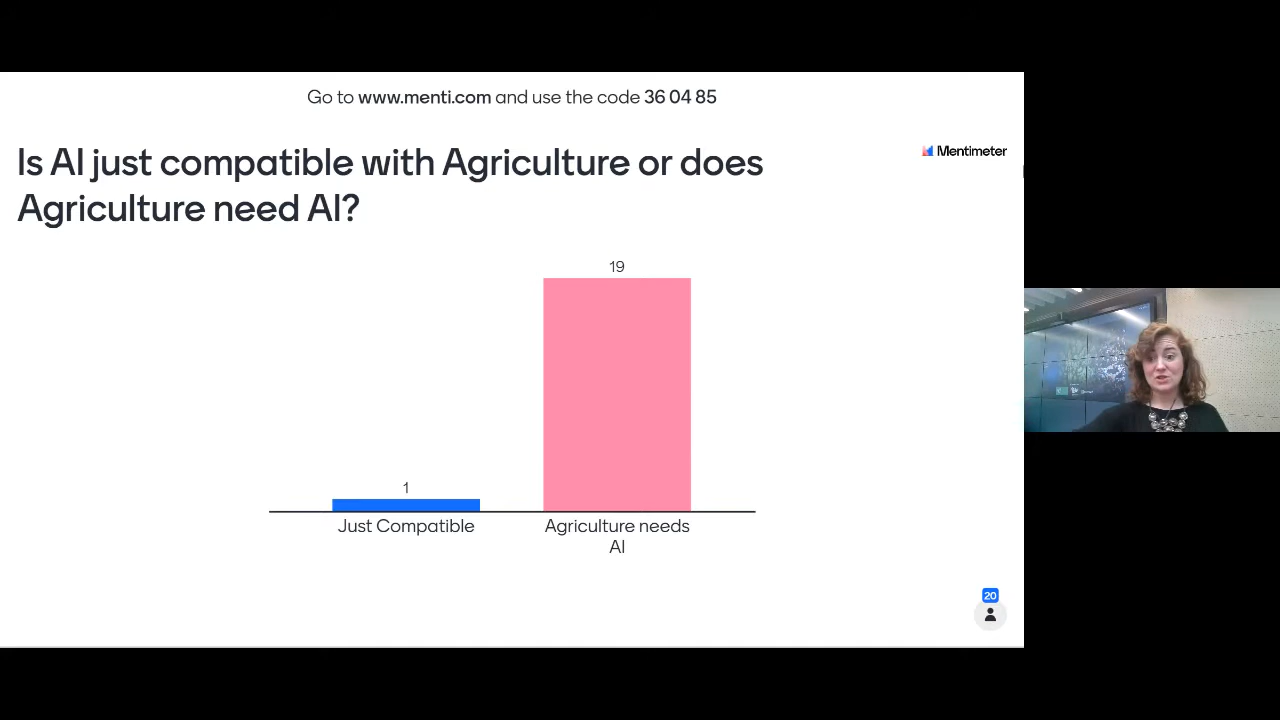 Go to www.menti.com and use the code 36 04 85
Mentimeter
Is AI just compatible with Agriculture or does
Agriculture need AI?
19
1
Just Compatible
Agriculture needs
AI
20